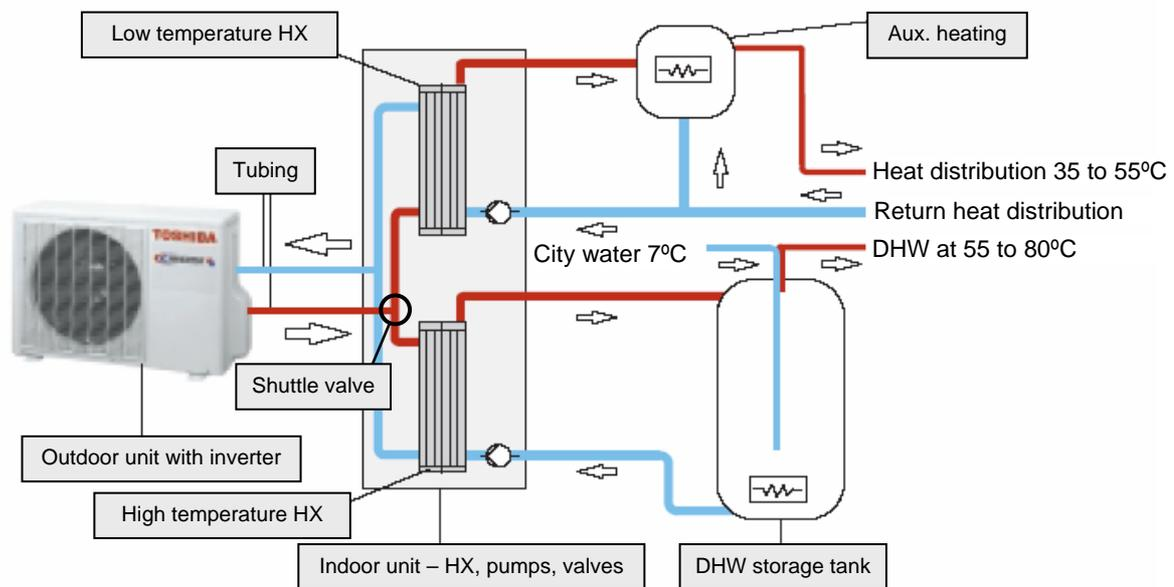 Low temperature HX
Aux. heating
Tubing
Heat distribution 35 to 55ºC
Return heat distribution
City water 7ºC
DHW at 55 to 80ºC
TOSHIBA
INVERTER
Shuttle valve
Outdoor unit with inverter
High temperature HX
Indoor unit – HX, pumps, valves
DHW storage tank